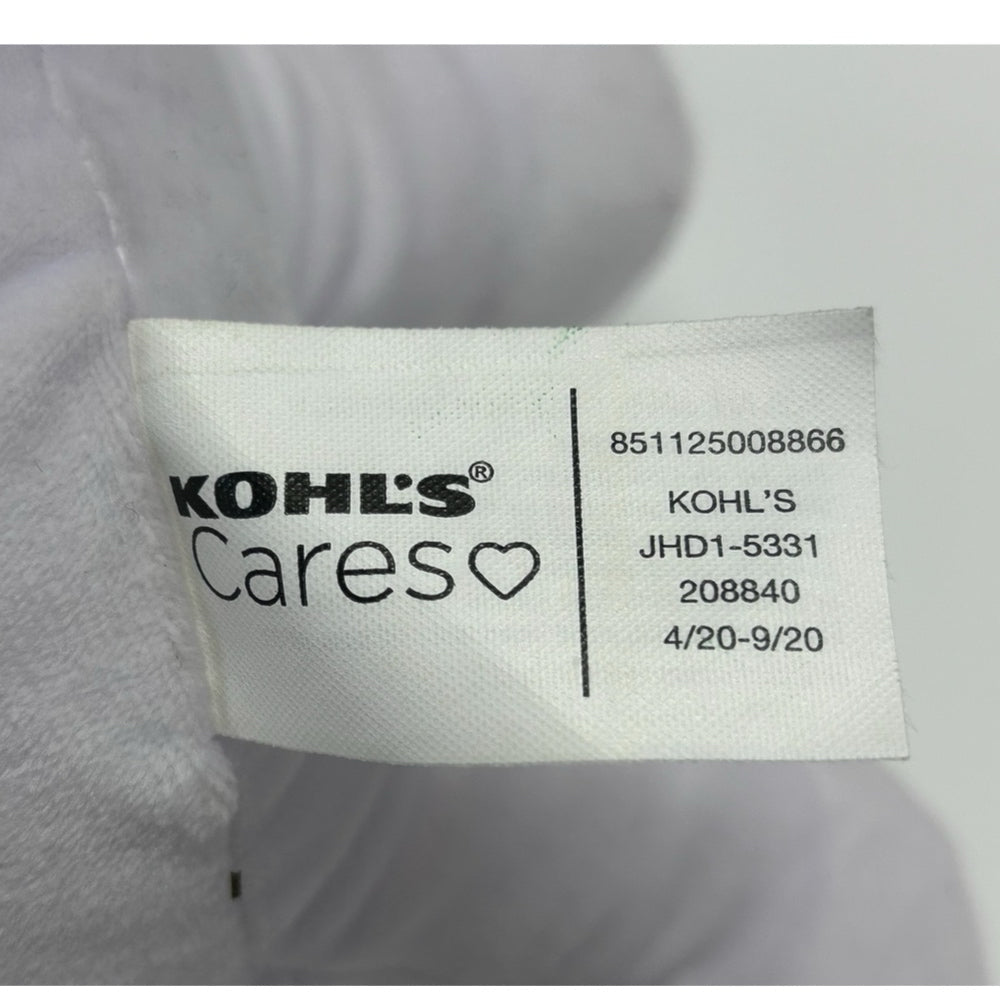 KOHL'S®
Cares♡
851125008866
KOHL'S
JHD1-5331
208840
4/20-9/20